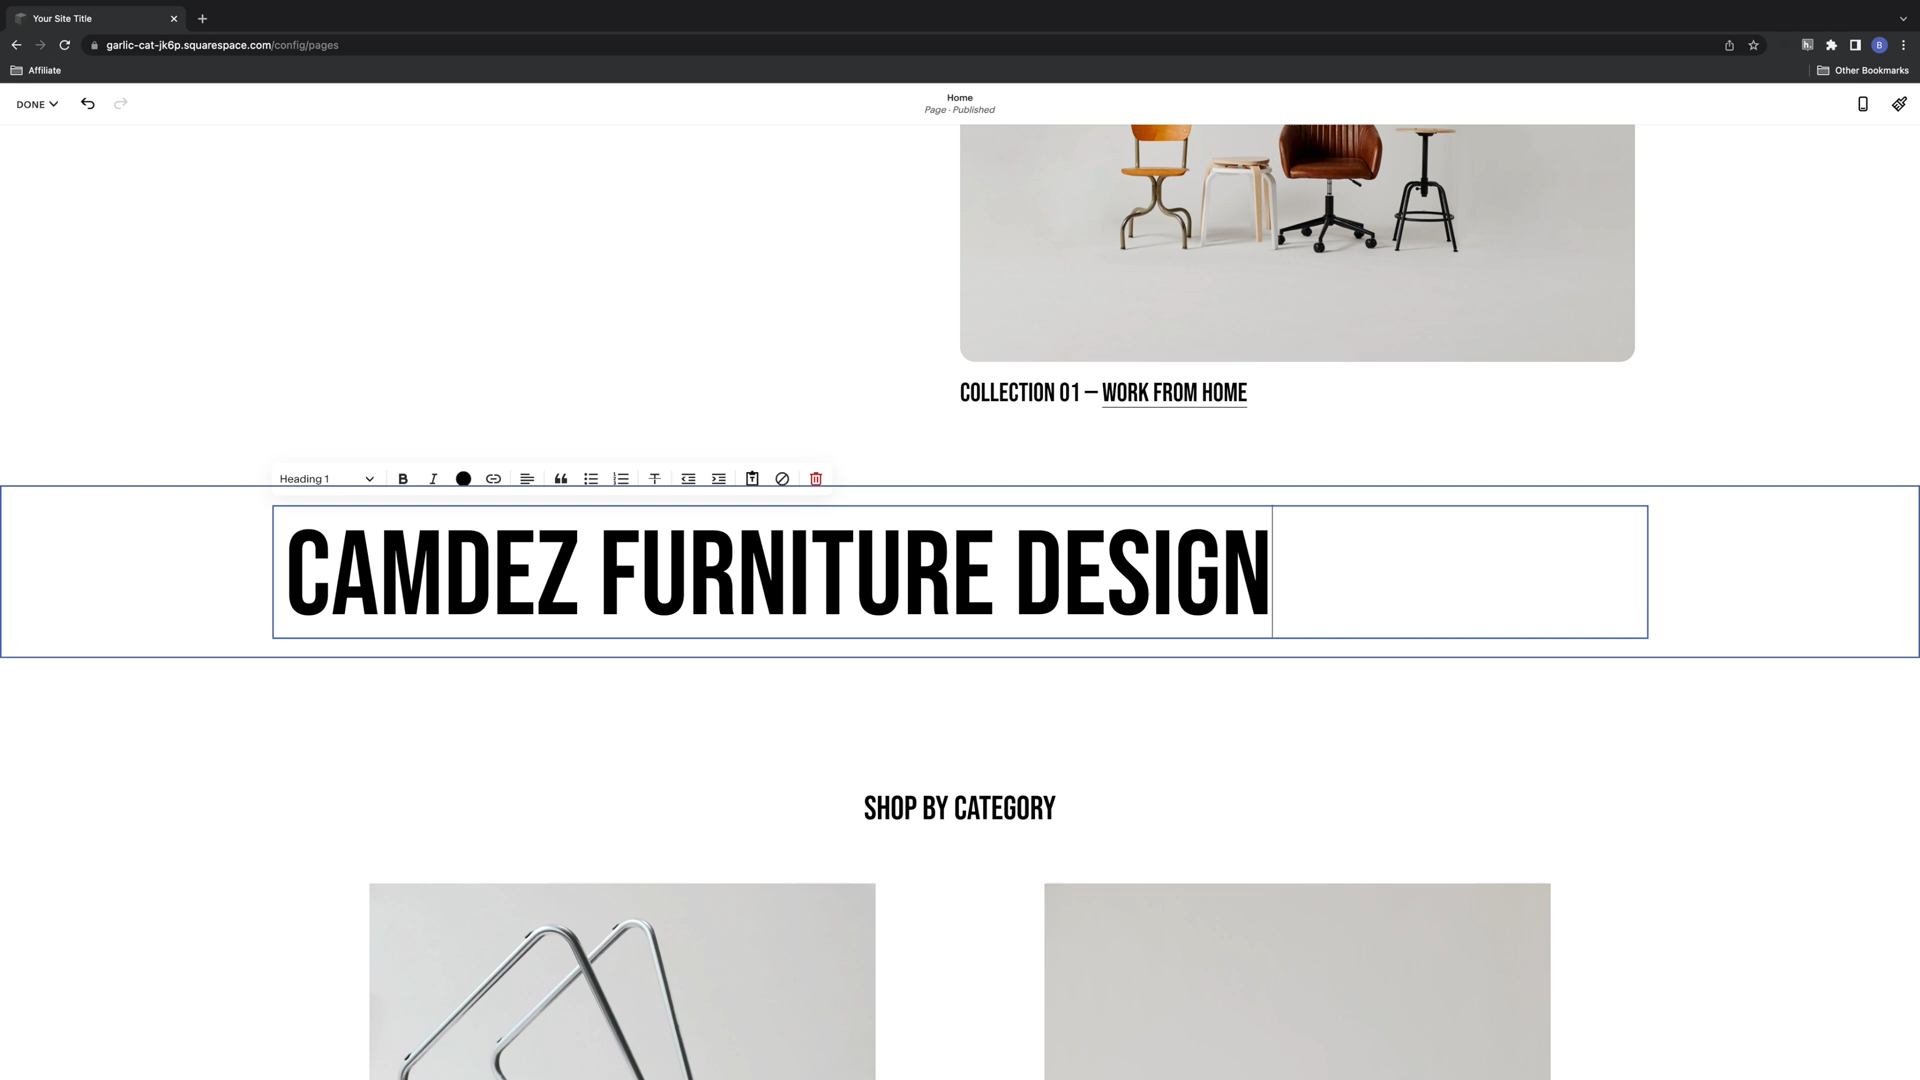 Your Site Title
garlic-cat-jk6p.squarespace.com/config/pages
Affiliate
Other Bookmarks
DONE
Home
Page · Published
COLLECTION 01 — WORK FROM HOME
Heading 1
CAMDEZ FURNITURE DESIGN
SHOP BY CATEGORY